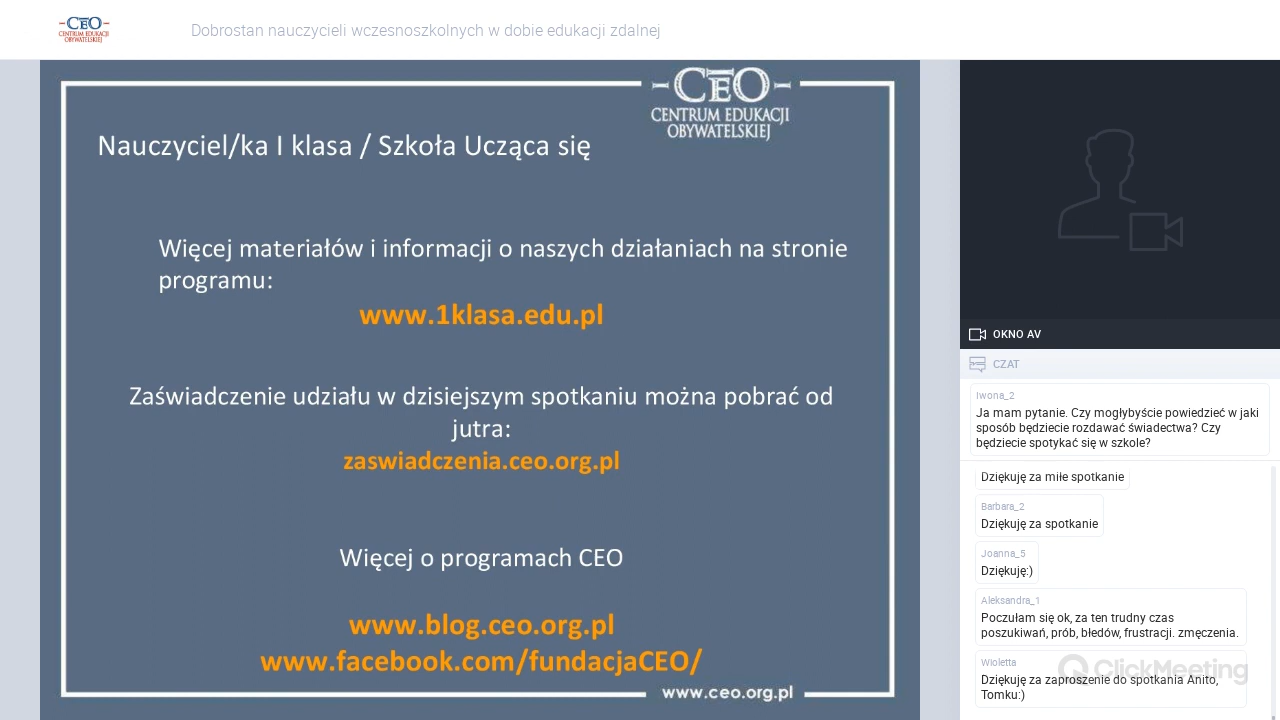 CEO
CENTRUM EDUKACJI
OBYWATELSKIEJ
Dobrostan nauczycieli wczesnoszkolnych w dobie edukacji zdalnej
CEO
CENTRUM EDUKACJI
OBYWATELSKIEJ
Nauczyciel/ka I klasa / Szkoła Ucząca się
Więcej materiałów i informacji o naszych działaniach na stronie
programu:
www.1klasa.edu.pl
Zaświadczenie udziału w dzisiejszym spotkaniu można pobrać od
jutra:
zaswiadczenia.ceo.org.pl
Więcej o programach CEO
www.blog.ceo.org.pl
www.facebook.com/fundacjaCEO/
www.ceo.org.pl
OKNO AV
CZAT
Iwona_2
Ja mam pytanie. Czy mogłybyście powiedzieć w jaki
sposób będziecie rozdawać świadectwa? Czy
będziecie spotykać się w szkole?
Dziękuję za miłe spotkanie
Barbara_2
Dziękuję za spotkanie
Joanna_5
Dziękuję:)
Aleksandra_1
Poczułam się ok, za ten trudny czas
poszukiwań, prób, błedów, frustracji. zmęczenia.
Wioletta
Dziękuję za zaproszenie do spotkania Anito,
Tomku:)
ClickMeeting